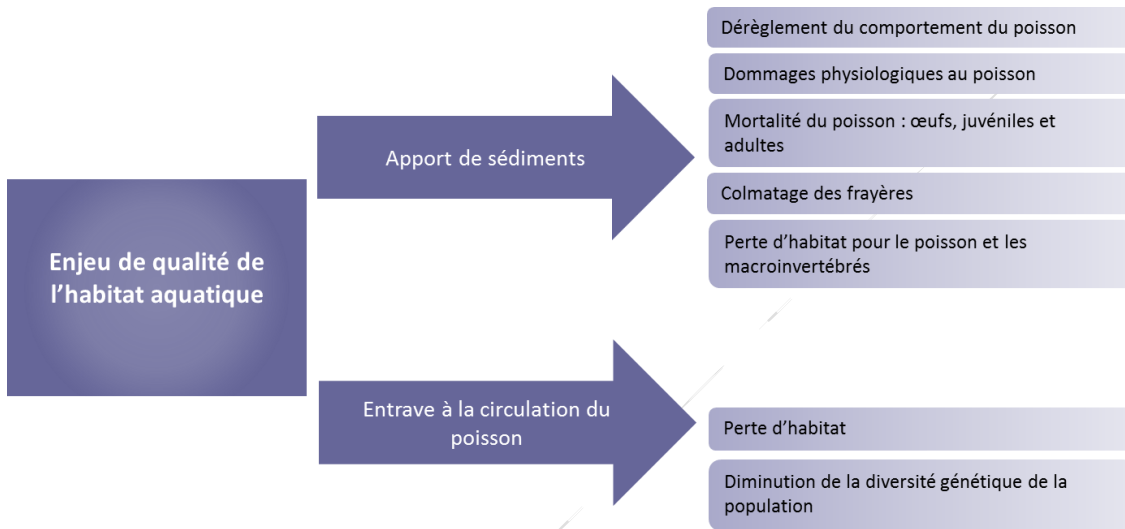 Enjeu de qualité de
l’habitat aquatique
Apport de sédiments
Dérèglement du comportement du poisson
Dommages physiologiques au poisson
Mortalité du poisson : œufs, juvéniles et
adultes
Colmatage des frayères
Perte d’habitat pour le poisson et les
macroinvertébrés
Entrave à la circulation du
poisson
Perte d’habitat
Diminution de la diversité génétique de la
population